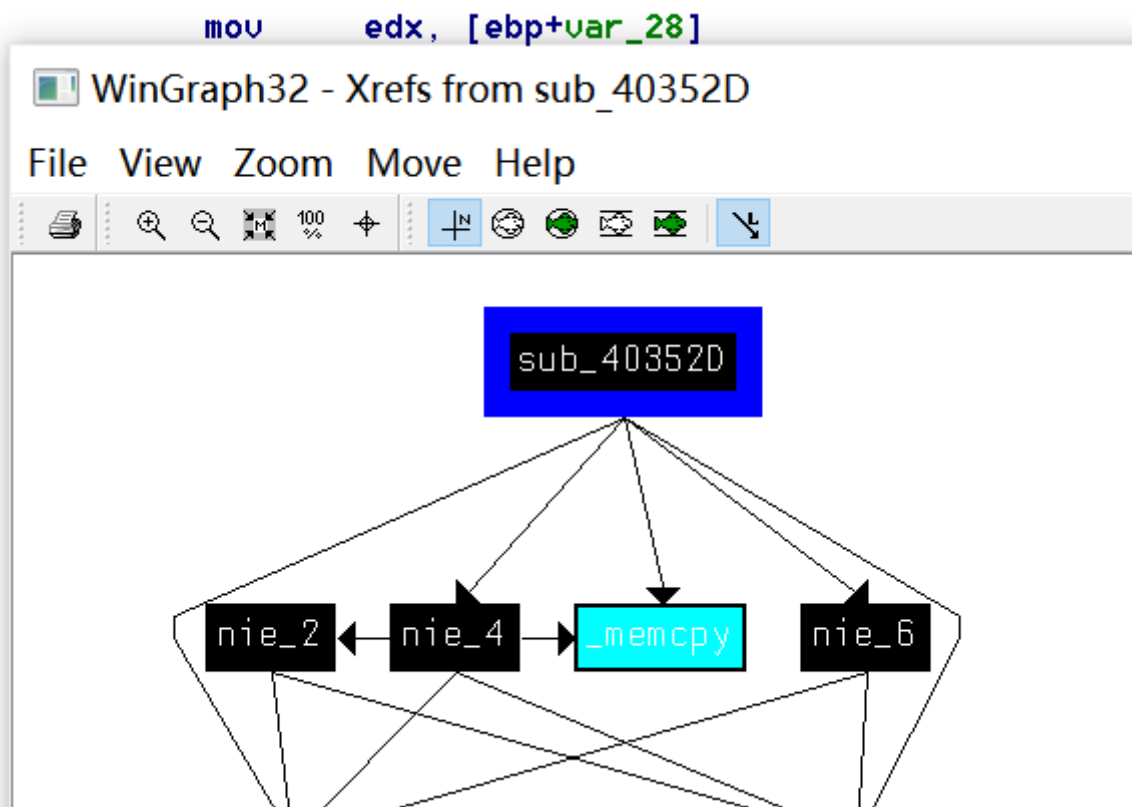 mov edx, [ebp+var_28]
WinGraph32 - Xrefs from sub_40352D
File View Zoom Move Help
M 100 % N
sub_40352D
nie_2 nie_4 _memcpy nie_6